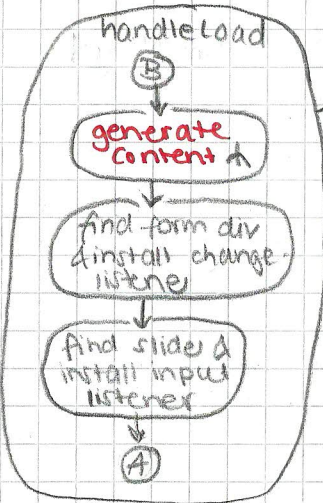 handleLoad
B
generate
content
find form div
& install change-
listener
find slider &
install input
listener
A